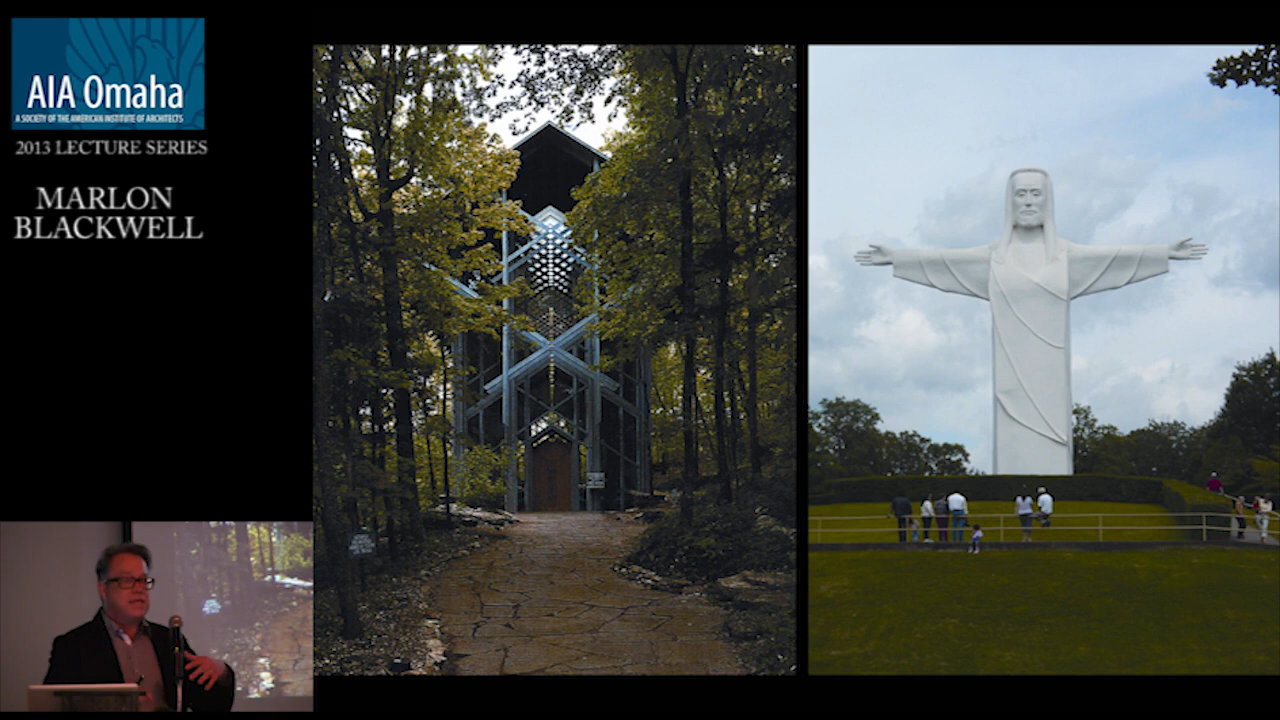 AIA Omaha
A SOCIETY OF THE AMERICAN INSTITUTE OF ARCHITECTS
2013 LECTURE SERIES
MARLON
BLACKWELL